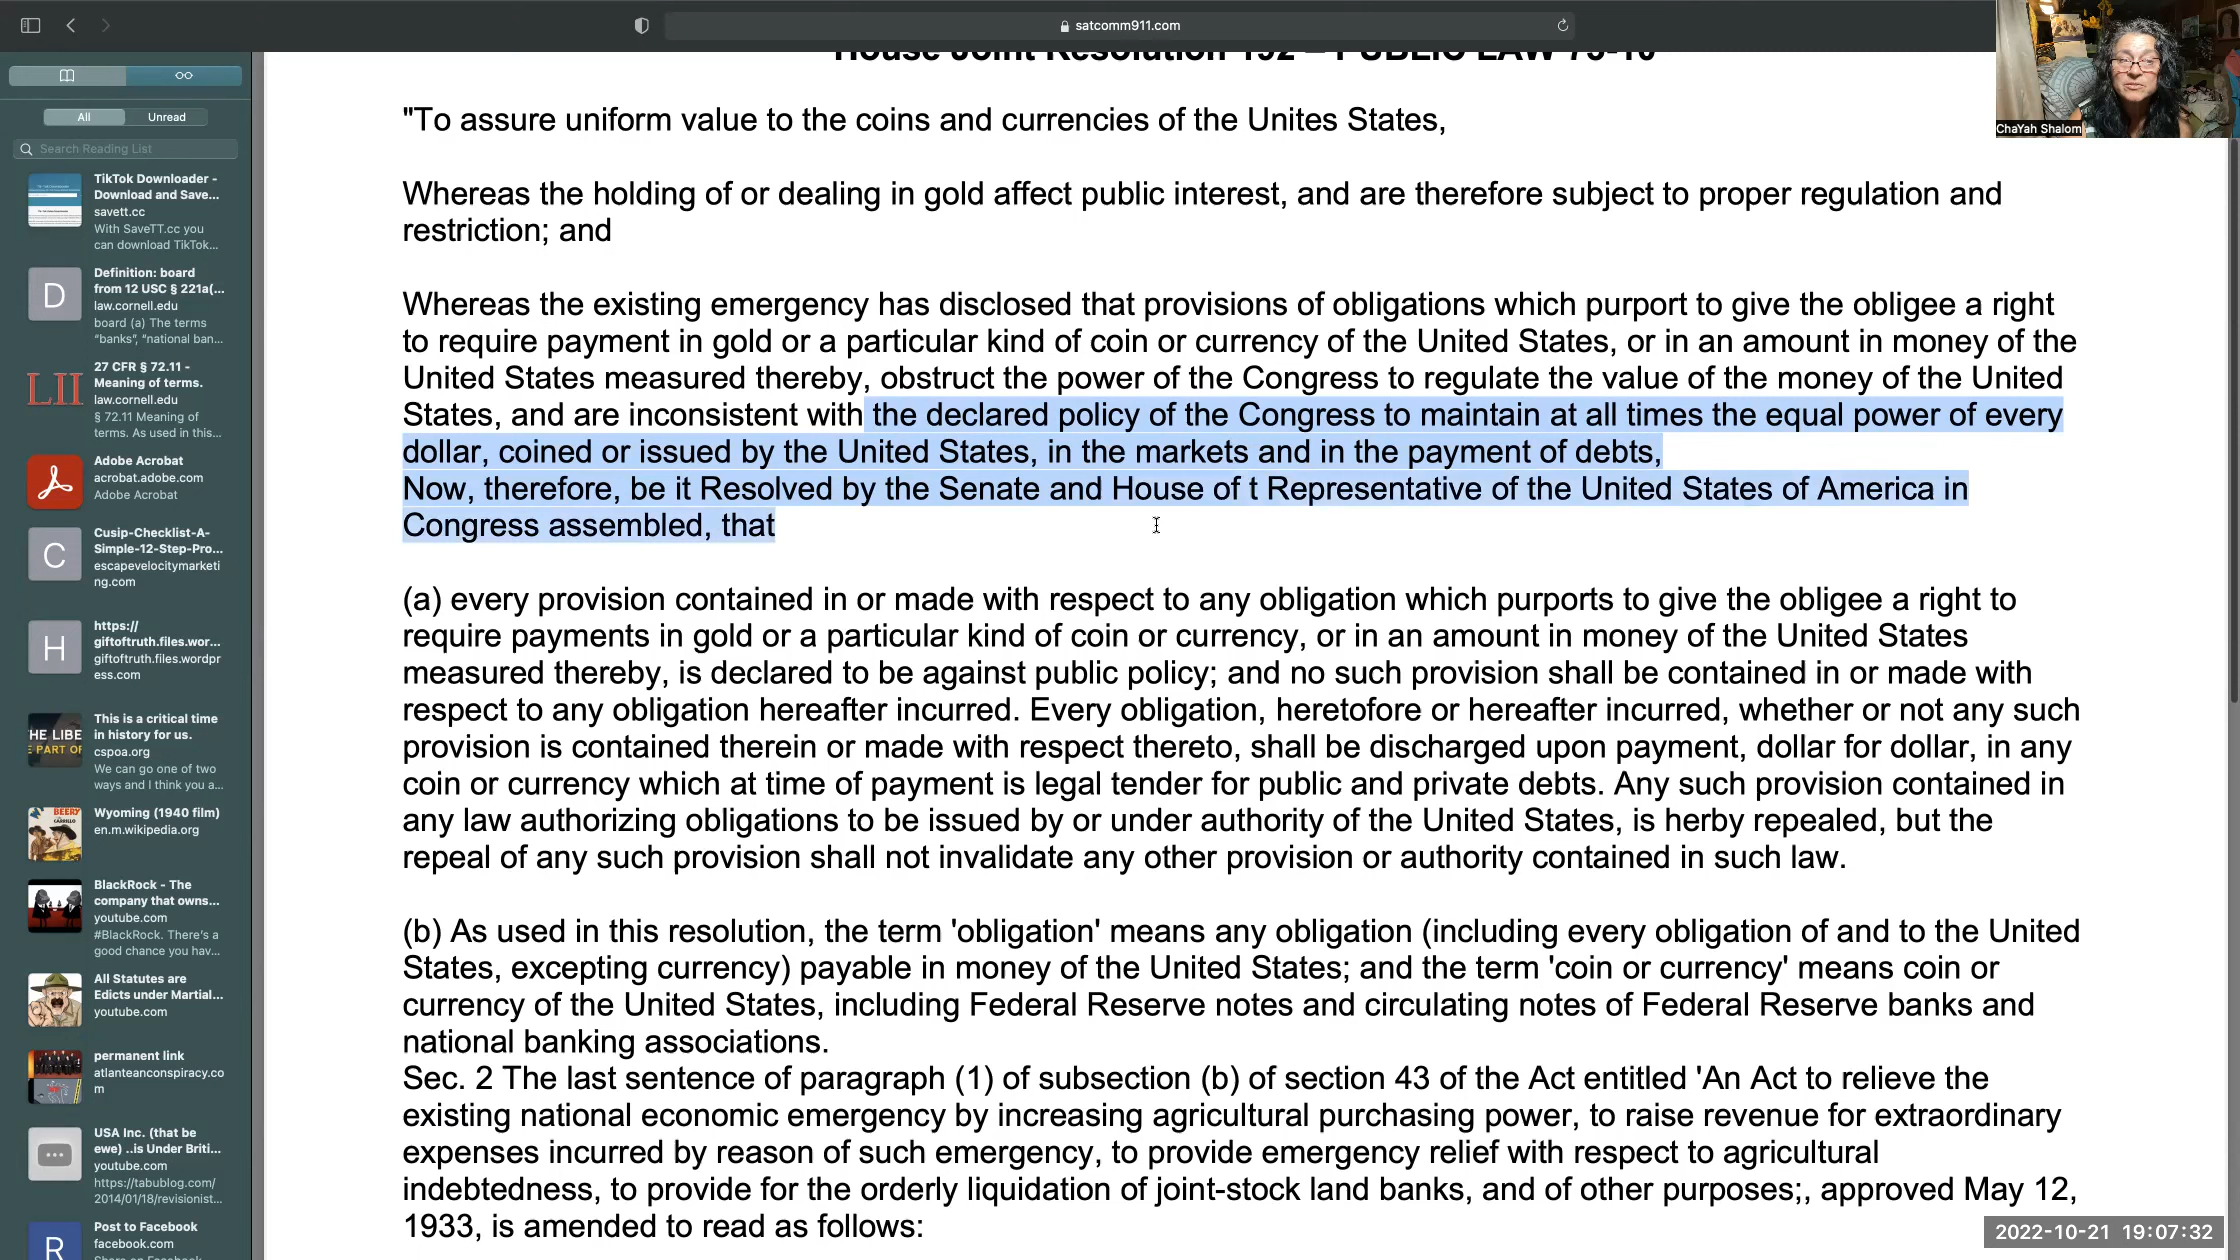 satcomm911.com
ChaYah Shalom
All
Unread
Search Reading List
TikTok Downloader -
Download and Save...
savett.cc
With SaveTT.cc you
can download TikTok...
D
Definition: board
from 12 USC § 221a(...
law.cornell.edu
board (a) The terms
“banks”, “national ban...
LII
27 CFR § 72.11 -
Meaning of terms.
law.cornell.edu
§ 72.11 Meaning of
terms. As used in this...
Adobe Acrobat
acrobat.adobe.com
Adobe Acrobat
C
Cusip-Checklist-A-
Simple-12-Step-Pro...
escapevelocitymarketi
ng.com
H
https://
giftoftruth.files.wor...
giftoftruth.files.wordpr
ess.com
HE LIBE
E PART OF
This is a critical time
in history for us.
cspoa.org
We can go one of two
ways and I think you a...
BEERY
Wyoming (1940 film)
en.m.wikipedia.org
BlackRock - The
company that owns...
youtube.com
#BlackRock. There's a
good chance you hav...
All Statutes are
Edicts under Martial...
youtube.com
permanent link
atlanteanconspiracy.co
m
USA Inc. (that be
ewe) ..is Under Briti...
youtube.com
https://tabublog.com/
2014/01/18/revisionist...
R
Post to Facebook
facebook.com
House Joint Resolution 192 – PUBLIC LAW 73-10
"To assure uniform value to the coins and currencies of the Unites States,
Whereas the holding of or dealing in gold affect public interest, and are therefore subject to proper regulation and
restriction; and
Whereas the existing emergency has disclosed that provisions of obligations which purport to give the obligee a right
to require payment in gold or a particular kind of coin or currency of the United States, or in an amount in money of the
United States measured thereby, obstruct the power of the Congress to regulate the value of the money of the United
States, and are inconsistent with the declared policy of the Congress to maintain at all times the equal power of every
dollar, coined or issued by the United States, in the markets and in the payment of debts,
Now, therefore, be it Resolved by the Senate and House of t Representative of the United States of America in
Congress assembled, that
(a) every provision contained in or made with respect to any obligation which purports to give the obligee a right to
require payments in gold or a particular kind of coin or currency, or in an amount in money of the United States
measured thereby, is declared to be against public policy; and no such provision shall be contained in or made with
respect to any obligation hereafter incurred. Every obligation, heretofore or hereafter incurred, whether or not any such
provision is contained therein or made with respect thereto, shall be discharged upon payment, dollar for dollar, in any
coin or currency which at time of payment is legal tender for public and private debts. Any such provision contained in
any law authorizing obligations to be issued by or under authority of the United States, is herby repealed, but the
repeal of any such provision shall not invalidate any other provision or authority contained in such law.
(b) As used in this resolution, the term 'obligation' means any obligation (including every obligation of and to the United
States, excepting currency) payable in money of the United States; and the term 'coin or currency' means coin or
currency of the United States, including Federal Reserve notes and circulating notes of Federal Reserve banks and
national banking associations.
Sec. 2 The last sentence of paragraph (1) of subsection (b) of section 43 of the Act entitled 'An Act to relieve the
existing national economic emergency by increasing agricultural purchasing power, to raise revenue for extraordinary
expenses incurred by reason of such emergency, to provide emergency relief with respect to agricultural
indebtedness, to provide for the orderly liquidation of joint-stock land banks, and of other purposes;, approved May 12,
1933, is amended to read as follows:
2022-10-21 19:07:32